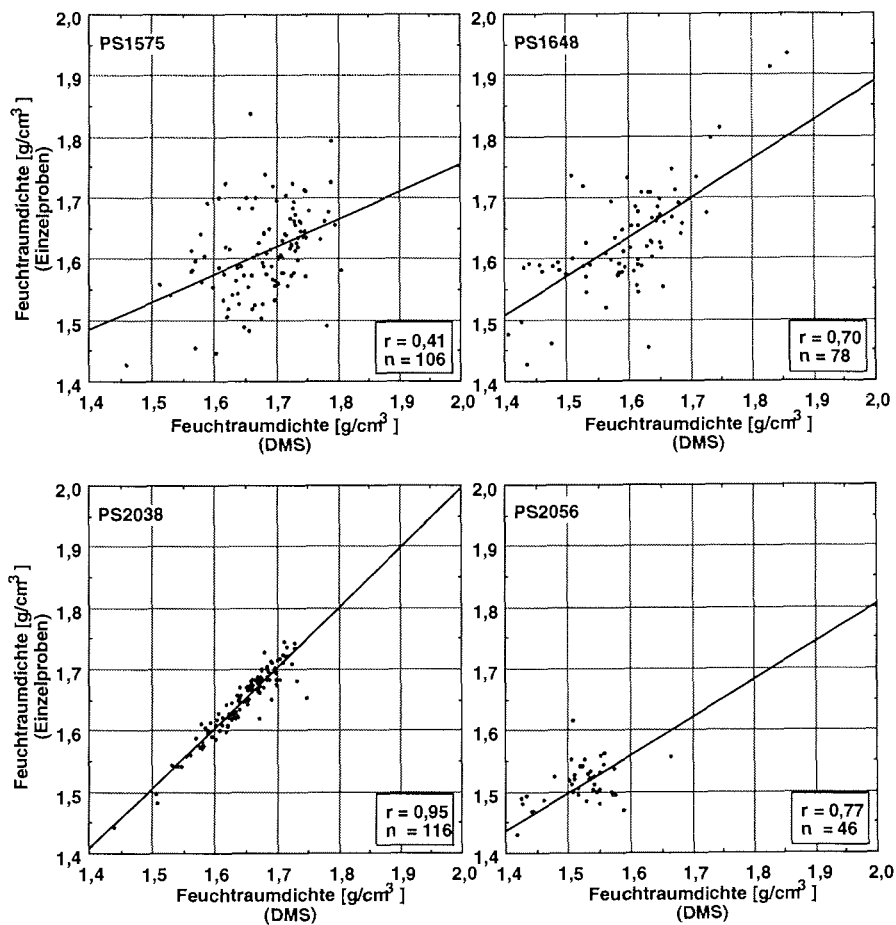 PS1575
2,0
1,9
1,8
1,7
1,6
1,5
1,4
Feuchtraumdichte [g/cm³]
(Einzelproben)
r = 0,41
n = 106
1,4 1,5 1,6 1,7 1,8 1,9 2,0
Feuchtraumdichte [g/cm³]
(DMS)
PS1648
2,0
1,9
1,8
1,7
1,6
1,5
1,4
r = 0,70
n = 78
1,4 1,5 1,6 1,7 1,8 1,9 2,0
Feuchtraumdichte [g/cm³]
(DMS)
PS2038
2,0
1,9
1,8
1,7
1,6
1,5
1,4
Feuchtraumdichte [g/cm³]
(Einzelproben)
r = 0,95
n = 116
1,4 1,5 1,6 1,7 1,8 1,9 2,0
Feuchtraumdichte [g/cm³]
(DMS)
PS2056
2,0
1,9
1,8
1,7
1,6
1,5
1,4
r = 0,77
n = 46
1,4 1,5 1,6 1,7 1,8 1,9 2,0
Feuchtraumdichte [g/cm³]
(DMS)